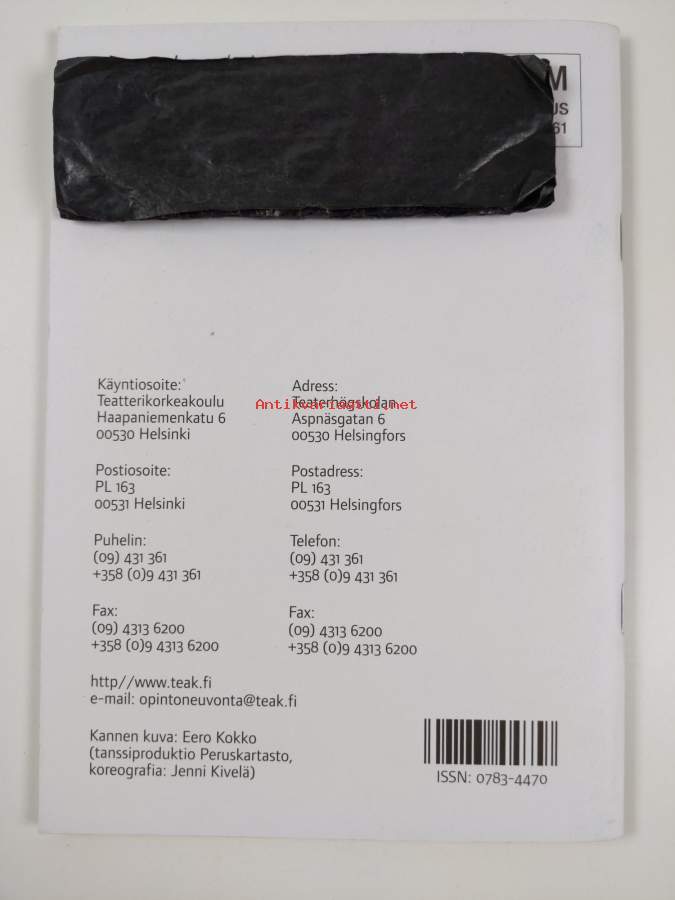 M
US
61
Käyntiosoite:
Teatterikorkeakoulu
Haapaniemenkatu 6
00530 Helsinki
Adress:
Teaterhögskolan
Aspnäsgatan 6
00530 Helsingfors
Antikvariaatti.net
Postiosoite:
PL 163
00531 Helsinki
Postadress:
PL 163
00531 Helsingfors
Puhelin:
(09) 431 361
+358 (0)9 431 361
Telefon:
(09) 431 361
+358 (0)9 431 361
Fax:
(09) 4313 6200
+358 (0)9 4313 6200
Fax:
(09) 4313 6200
+358 (0)9 4313 6200
http//www.teak.fi
e-mail: opintoneuvonta@teak.fi
Kannen kuva: Eero Kokko
(tanssiproduktio Peruskartasto,
koreografia: Jenni Kivelä)
ISSN: 0783-4470